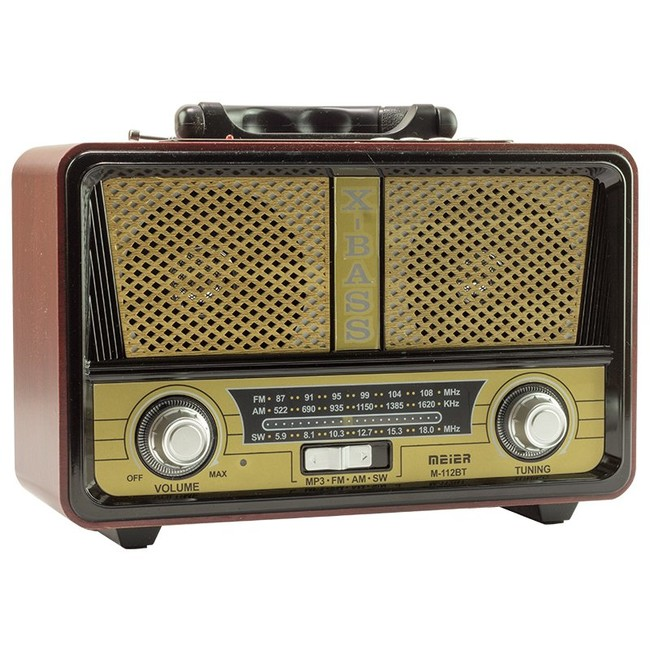 X-BASS
FM • 87 •• 91 •• 95 •• 99 •• 104 •• 108 • MHz
AM • 522 •• 690 •• 935 •• 1150 •• 1385 •• 1620 • KHz
SW • 5.9 •• 8.1 •• 10.3 •• 12.7 •• 15.3 •• 18.0 • MHz
OFF MAX
VOLUME
MP3 • FM • AM • SW
MEIER
M-112BT
TUNING